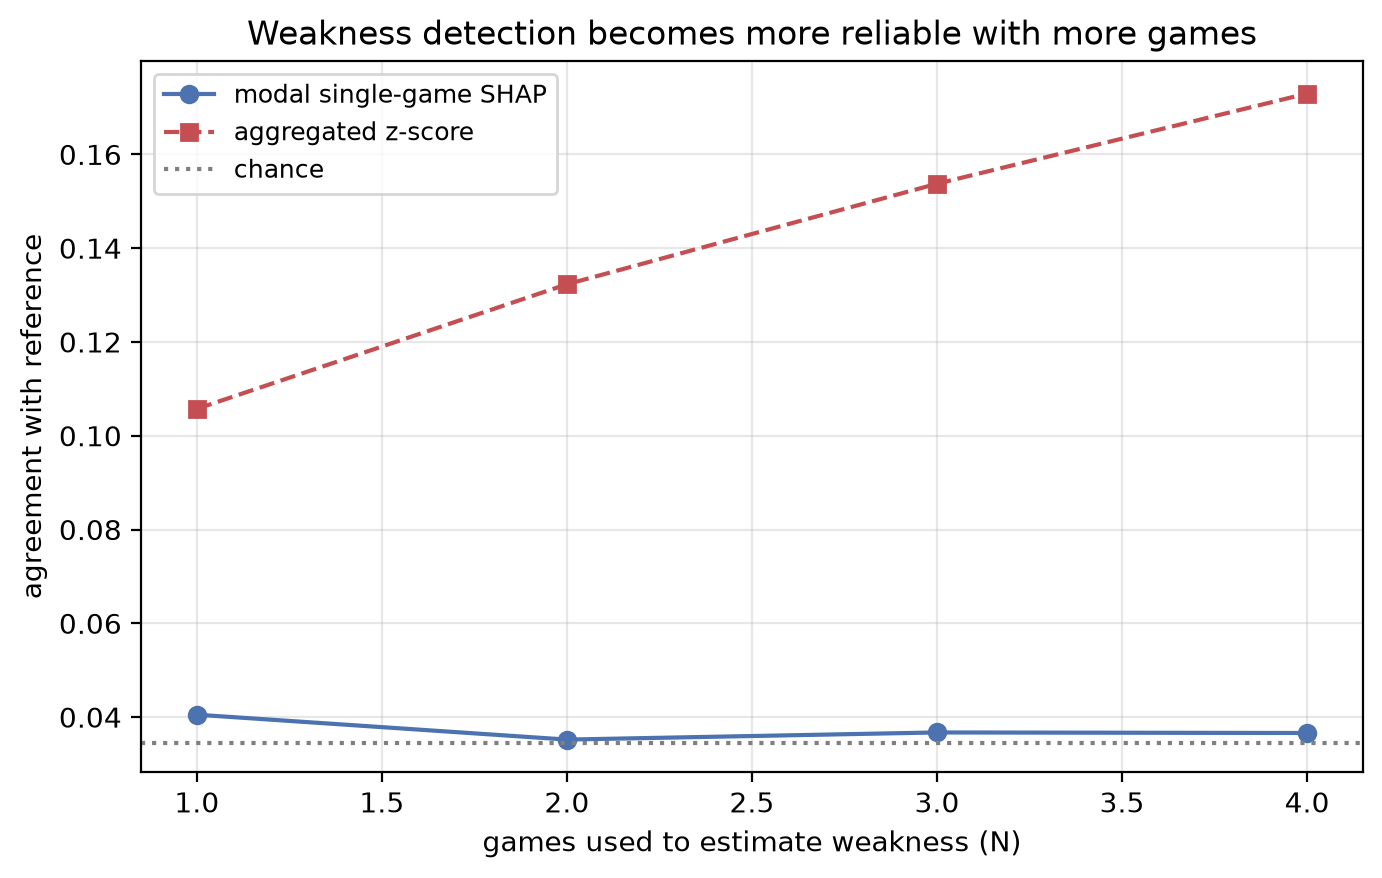 Weakness detection becomes more reliable with more games
modal single-game SHAP
aggregated z-score
chance
agreement with reference
0.16
0.14
0.12
0.10
0.08
0.06
0.04
1.0 1.5 2.0 2.5 3.0 3.5 4.0
games used to estimate weakness (N)